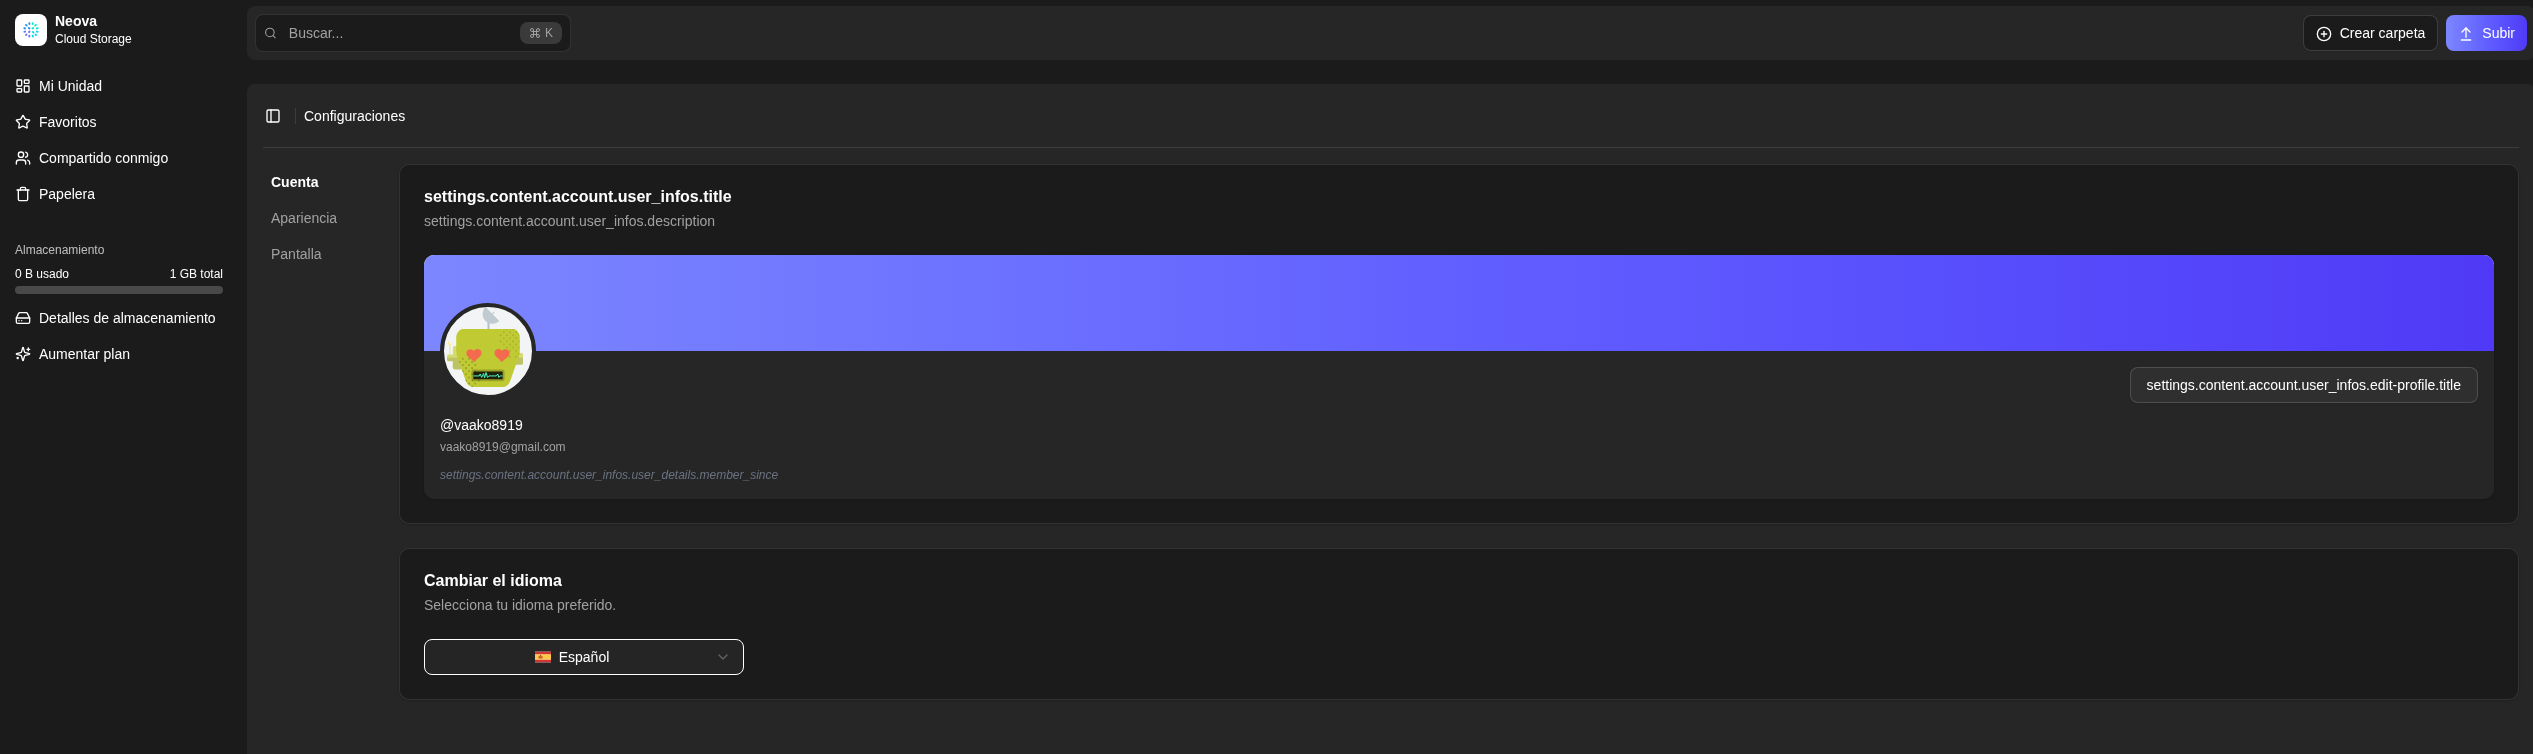 Neova
Cloud Storage
Buscar...
⌘ K
Crear carpeta
Subir
Mi Unidad
Favoritos
Compartido conmigo
Papelera
Almacenamiento
0 B usado
1 GB total
Detalles de almacenamiento
Aumentar plan
Configuraciones
Cuenta
Apariencia
Pantalla
settings.content.account.user_infos.title
settings.content.account.user_infos.description
settings.content.account.user_infos.edit-profile.title
@vaako8919
vaako8919@gmail.com
settings.content.account.user_infos.user_details.member_since
Cambiar el idioma
Selecciona tu idioma preferido.
Español